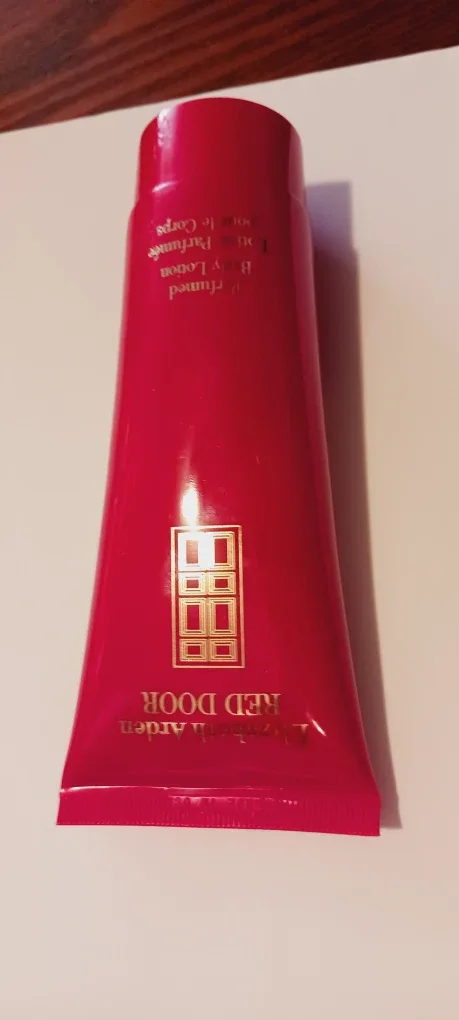 Elizabeth Arden
RED DOOR
Perfumed
Body Lotion
Lotion Parfumée
pour le Corps